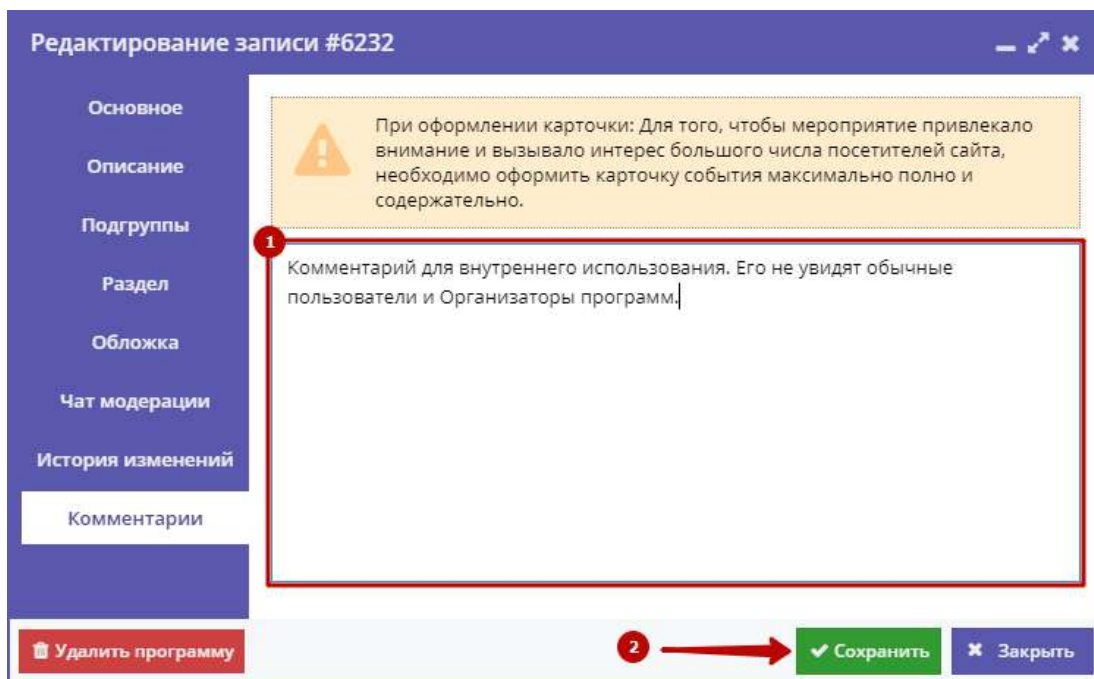 Редактирование записи #6232
Основное
Описание
Подгруппы
Раздел
Обложка
Чат модерации
История изменений
Комментарии
При оформлении карточки: Для того, чтобы мероприятие привлекало
внимание и вызывало интерес большого числа посетителей сайта,
необходимо оформить карточку события максимально полно и
содержательно.
1
Комментарий для внутреннего использования. Его не увидят обычные
пользователи и Организаторы программ.
Удалить программу
2
Сохранить
Закрыть